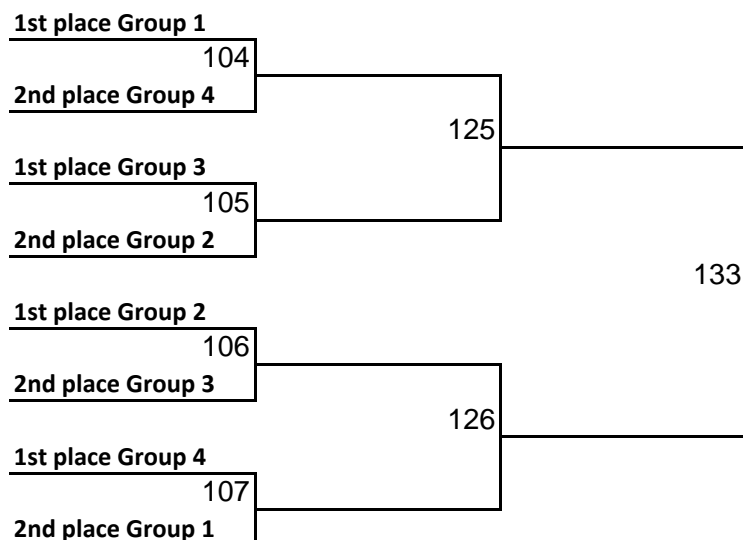 1st place Group 1
104
2nd place Group 4
125
1st place Group 3
105
2nd place Group 2
133
1st place Group 2
106
2nd place Group 3
126
1st place Group 4
107
2nd place Group 1